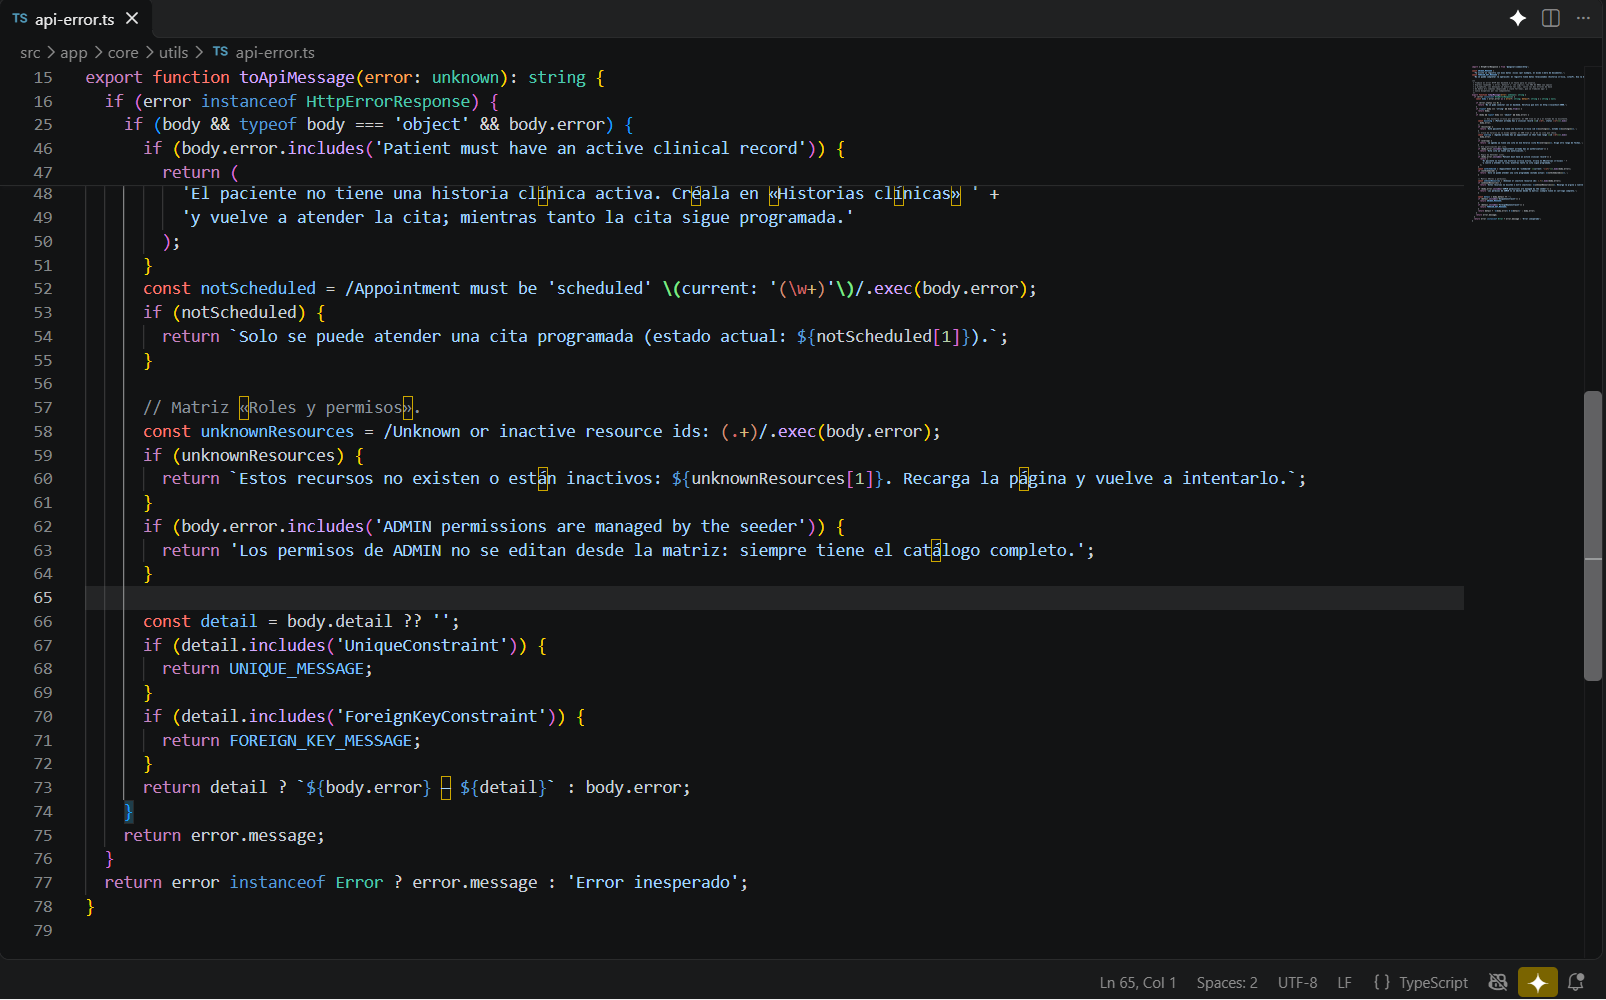 TS api-error.ts
src > app > core > utils > TS api-error.ts
15 export function toApiMessage(error: unknown): string {
16 if (error instanceof HttpErrorResponse) {
25 if (body && typeof body === 'object' && body.error) {
46 if (body.error.includes('Patient must have an active clinical record')) {
47 return (
48 'El paciente no tiene una historia clínica activa. Créala en «Historias clínicas» ' +
49 'y vuelve a atender la cita; mientras tanto la cita sigue programada.'
50 );
51 }
52 const notScheduled = /Appointment must be 'scheduled' \(current: '(\w+)'\)/.exec(body.error);
53 if (notScheduled) {
54 return `Solo se puede atender una cita programada (estado actual: ${notScheduled[1]}).`;
55 }
56
57 // Matriz «Roles y permisos».
58 const unknownResources = /Unknown or inactive resource ids: (.+)/.exec(body.error);
59 if (unknownResources) {
60 return `Estos recursos no existen o están inactivos: ${unknownResources[1]}. Recarga la página y vuelve a intentarlo.`;
61 }
62 if (body.error.includes('ADMIN permissions are managed by the seeder')) {
63 return 'Los permisos de ADMIN no se editan desde la matriz: siempre tiene el catálogo completo.';
64 }
65
66 const detail = body.detail ?? '';
67 if (detail.includes('UniqueConstraint')) {
68 return UNIQUE_MESSAGE;
69 }
70 if (detail.includes('ForeignKeyConstraint')) {
71 return FOREIGN_KEY_MESSAGE;
72 }
73 return detail ? `${body.error} — ${detail}` : body.error;
74 }
75 return error.message;
76 }
77 return error instanceof Error ? error.message : 'Error inesperado';
78 }
79
Ln 65, Col 1 Spaces: 2 UTF-8 LF { } TypeScript